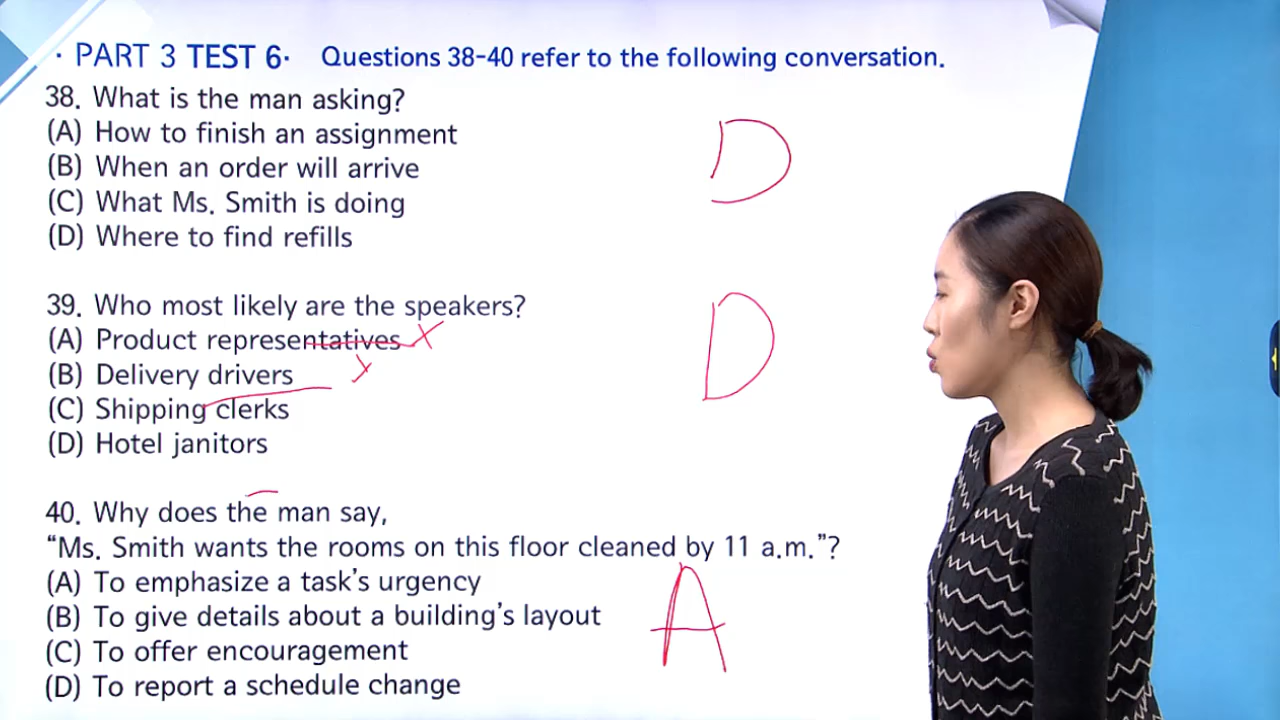 · PART 3 TEST 6· Questions 38-40 refer to the following conversation.
38. What is the man asking?
(A) How to finish an assignment
(B) When an order will arrive
(C) What Ms. Smith is doing
(D) Where to find refills
D
39. Who most likely are the speakers?
(A) Product representatives x
(B) Delivery drivers x
(C) Shipping clerks
(D) Hotel janitors
D
40. Why does the man say,
“Ms. Smith wants the rooms on this floor cleaned by 11 a.m.”?
(A) To emphasize a task’s urgency
(B) To give details about a building’s layout
(C) To offer encouragement
(D) To report a schedule change
A